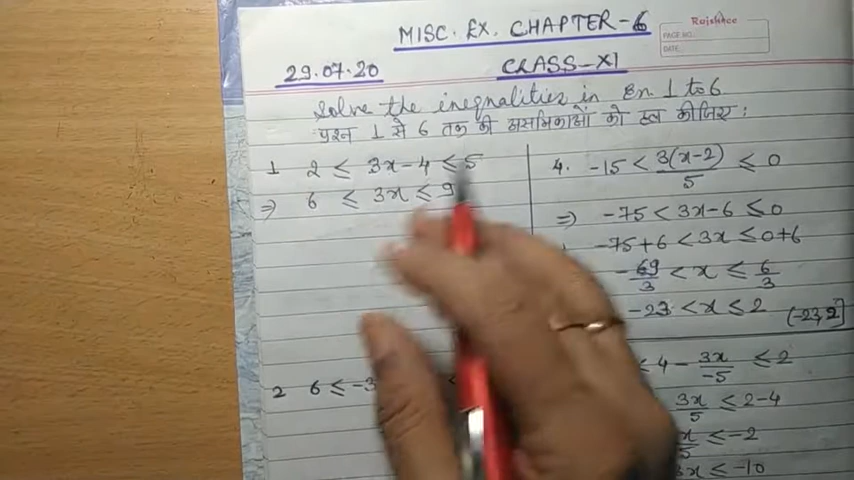 MISC. EX. CHAPTER-6
Rajshree
PAGE NO.
DATE
29.07.20
CLASS-XI
Solve the inequalities in Ex. 1 to 6
प्रश्न 1 से 6 तक की असमिकाओं को हल कीजिए :
1 2 ≤ 3x-4 ≤ 5
⇒ 6 ≤ 3x ≤ 9
2 6 ≤ -3
4. -15 < 3(x-2)/5 ≤ 0
⇒ -75 < 3x-6 ≤ 0
-75+6 < 3x ≤ 0+6
-69/3 < x ≤ 6/3
-23 < x ≤ 2 (-23,2]
≤ 4 - 3x/-5 ≤ 2
3x/5 ≤ 2-4
x/5 ≤ -2
3x ≤ -10